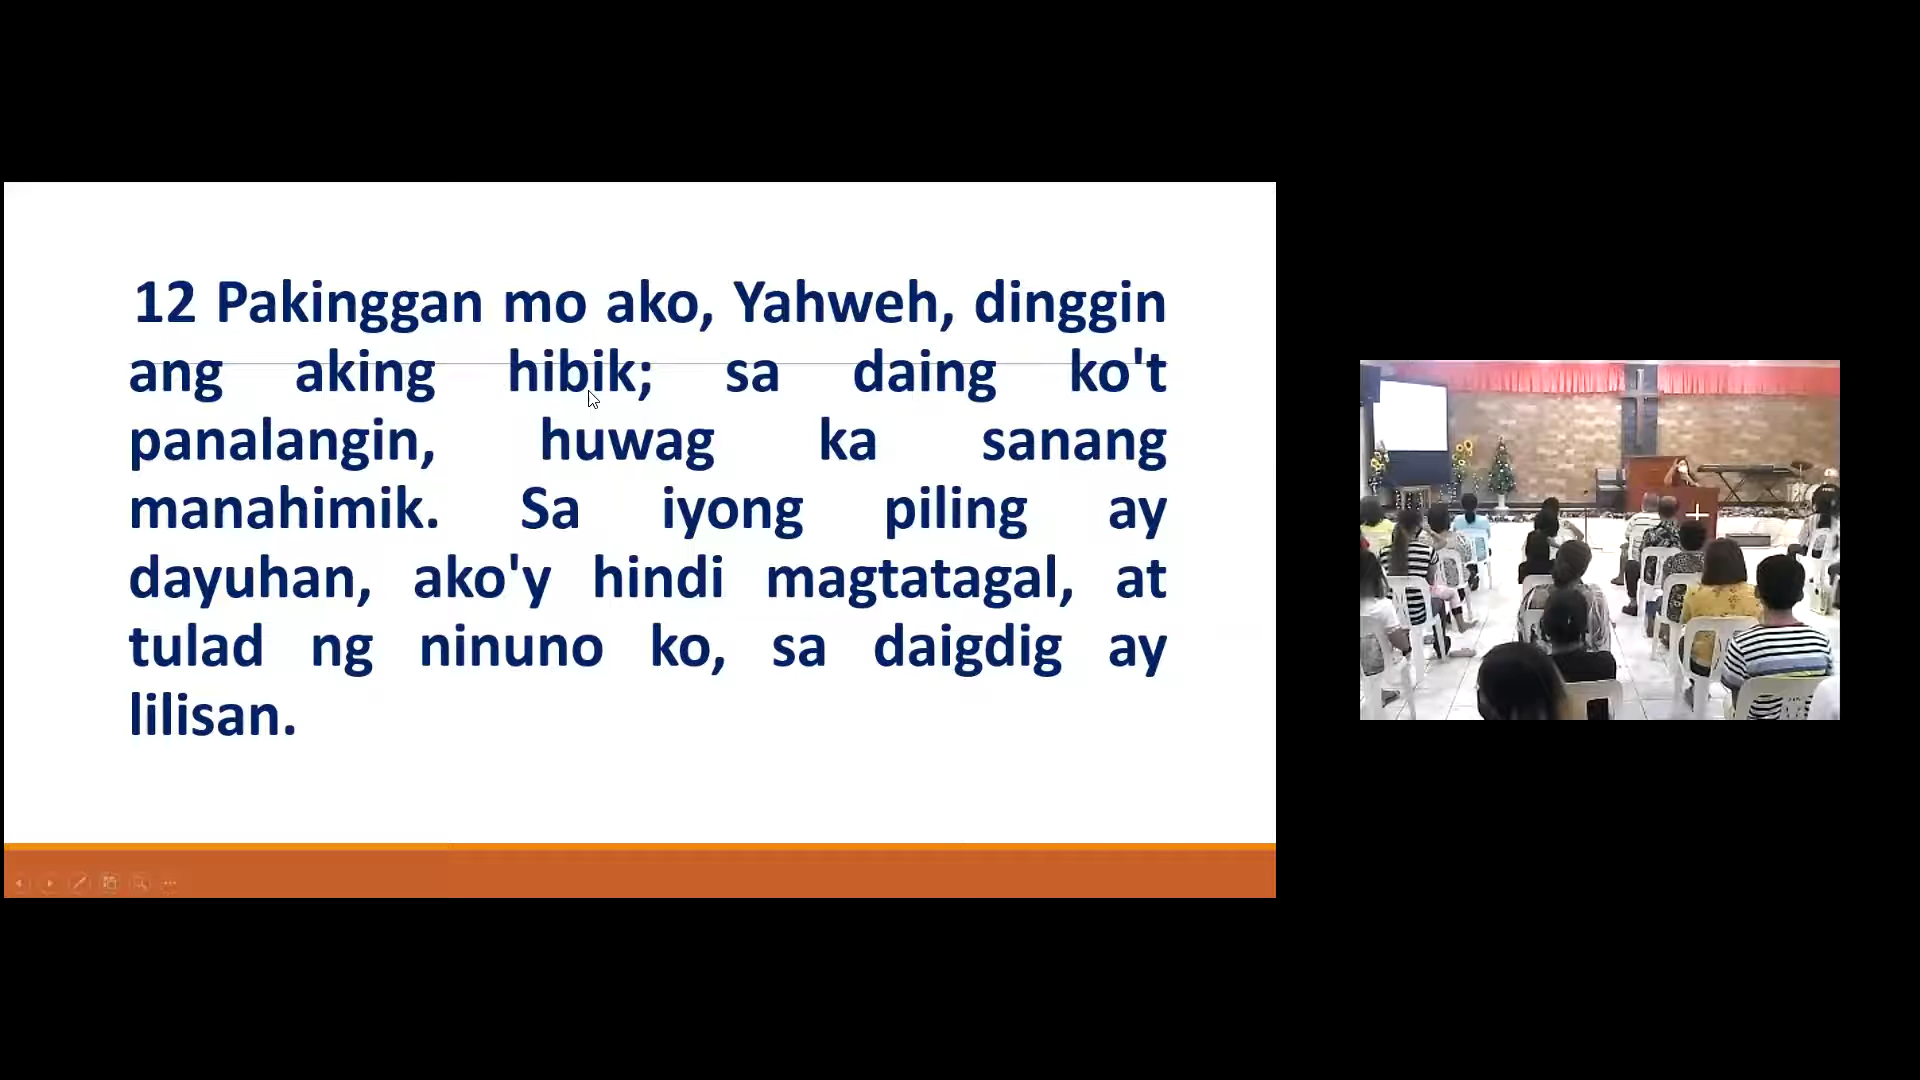 12 Pakinggan mo ako, Yahweh, dinggin
ang aking hibik; sa daing ko't
panalangin, huwag ka sanang
manahimik. Sa iyong piling ay
dayuhan, ako'y hindi magtatagal, at
tulad ng ninuno ko, sa daigdig ay
lilisan.